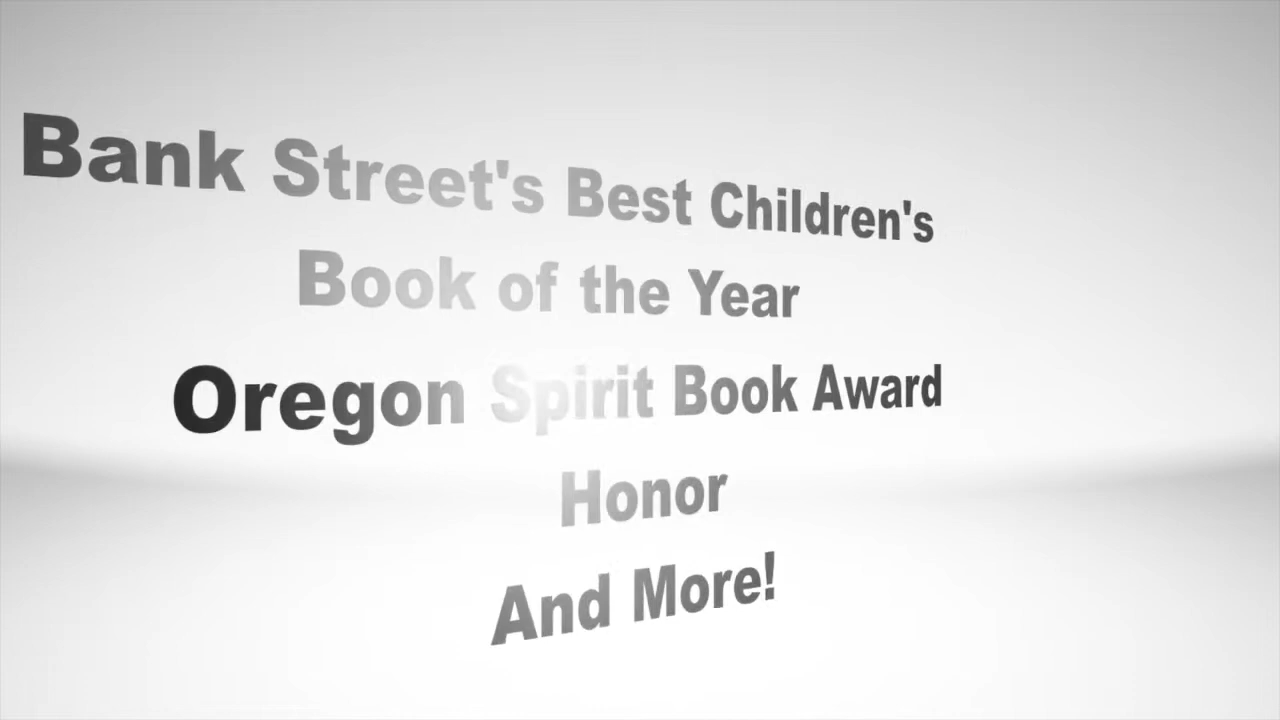 Bank Street's Best Children's
Book of the Year
Oregon Spirit Book Award
Honor
And More!